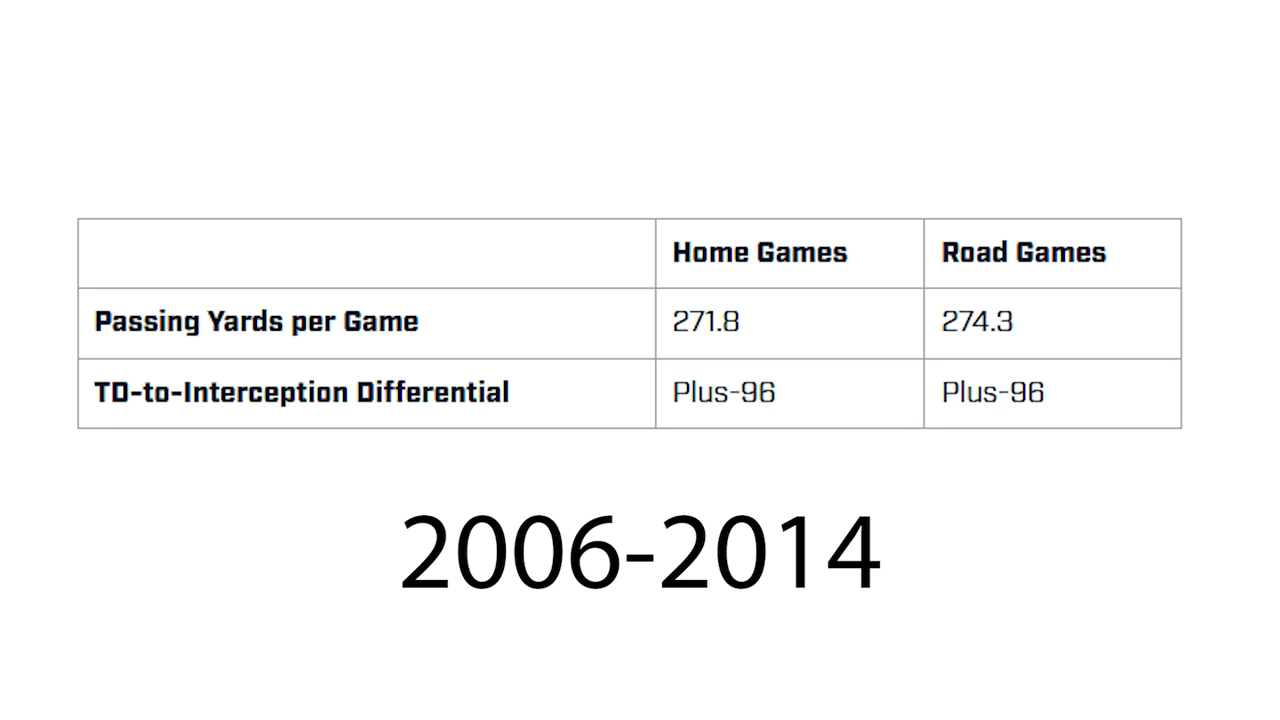 Home Games Road Games
Passing Yards per Game 271.8 274.3
TD-to-Interception Differential Plus-96 Plus-96
2006-2014